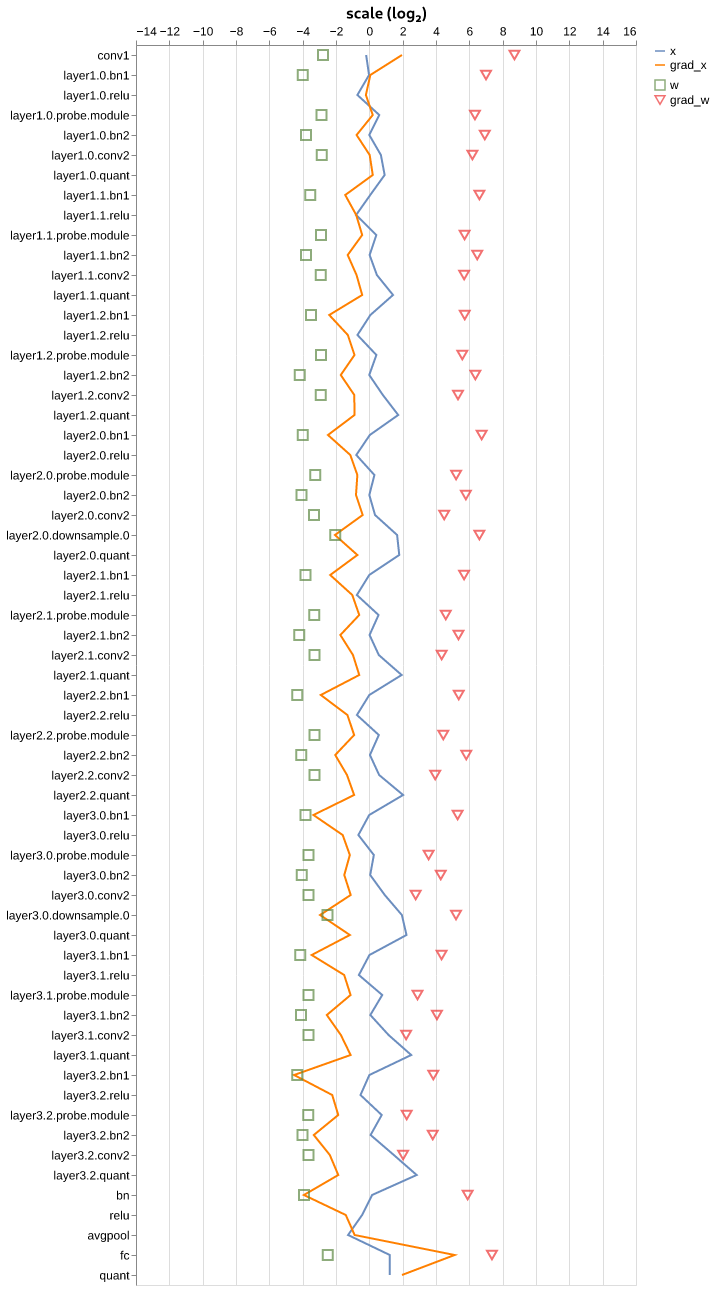 scale (log₂)
−14 −12 −10 −8 −6 −4 −2 0 2 4 6 8 10 12 14 16
x
grad_x
w
grad_w
conv1
layer1.0.bn1
layer1.0.relu
layer1.0.probe.module
layer1.0.bn2
layer1.0.conv2
layer1.0.quant
layer1.1.bn1
layer1.1.relu
layer1.1.probe.module
layer1.1.bn2
layer1.1.conv2
layer1.1.quant
layer1.2.bn1
layer1.2.relu
layer1.2.probe.module
layer1.2.bn2
layer1.2.conv2
layer1.2.quant
layer2.0.bn1
layer2.0.relu
layer2.0.probe.module
layer2.0.bn2
layer2.0.conv2
layer2.0.downsample.0
layer2.0.quant
layer2.1.bn1
layer2.1.relu
layer2.1.probe.module
layer2.1.bn2
layer2.1.conv2
layer2.1.quant
layer2.2.bn1
layer2.2.relu
layer2.2.probe.module
layer2.2.bn2
layer2.2.conv2
layer2.2.quant
layer3.0.bn1
layer3.0.relu
layer3.0.probe.module
layer3.0.bn2
layer3.0.conv2
layer3.0.downsample.0
layer3.0.quant
layer3.1.bn1
layer3.1.relu
layer3.1.probe.module
layer3.1.bn2
layer3.1.conv2
layer3.1.quant
layer3.2.bn1
layer3.2.relu
layer3.2.probe.module
layer3.2.bn2
layer3.2.conv2
layer3.2.quant
bn
relu
avgpool
fc
quant